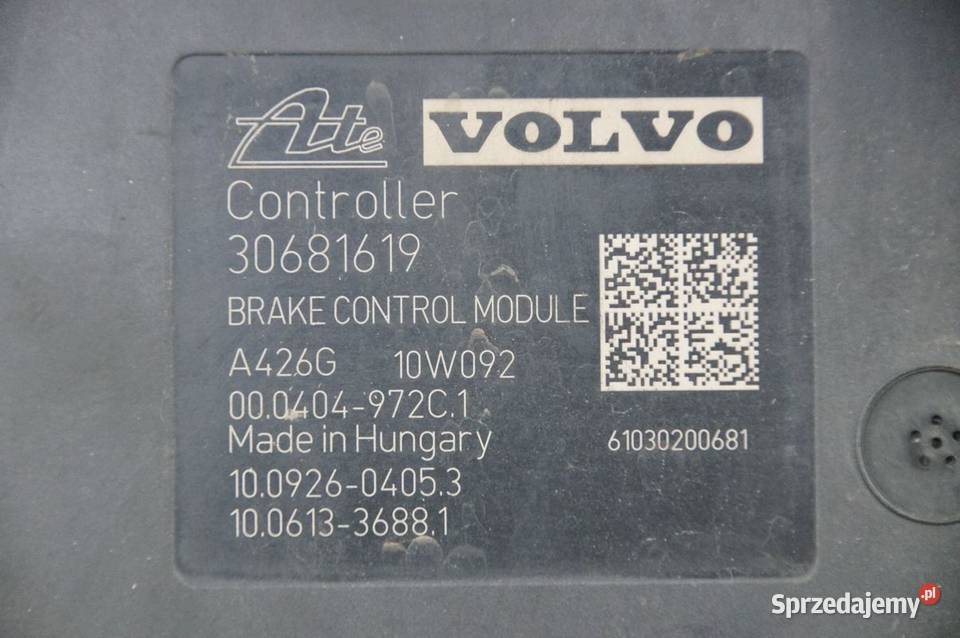 Ate VOLVO
Controller
30681619
BRAKE CONTROL MODULE
A426G 10W092
00.0404-972C.1
Made in Hungary
61030200681
10.0926-0405.3
10.0613-3688.1
Sprzedajemy.pl